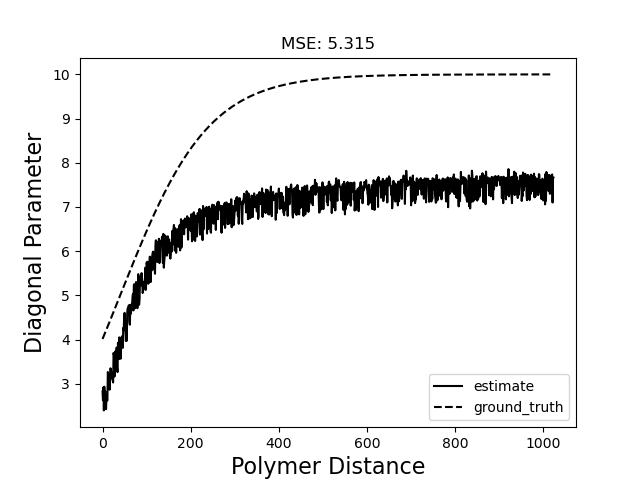 MSE: 5.315
Diagonal Parameter
10
9
8
7
6
5
4
3
0 200 400 600 800 1000
Polymer Distance
estimate
ground_truth